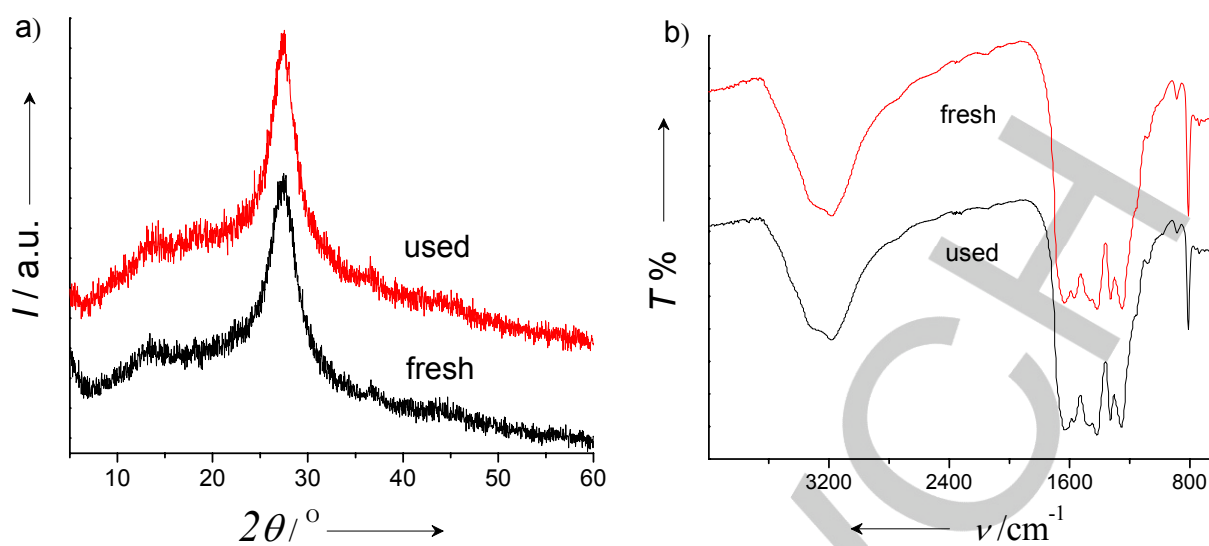 a)
used
fresh
I / a.u.
10 20 30 40 50 60
2θ / °
b)
fresh
used
T %
3200 2400 1600 800
ν /cm⁻¹